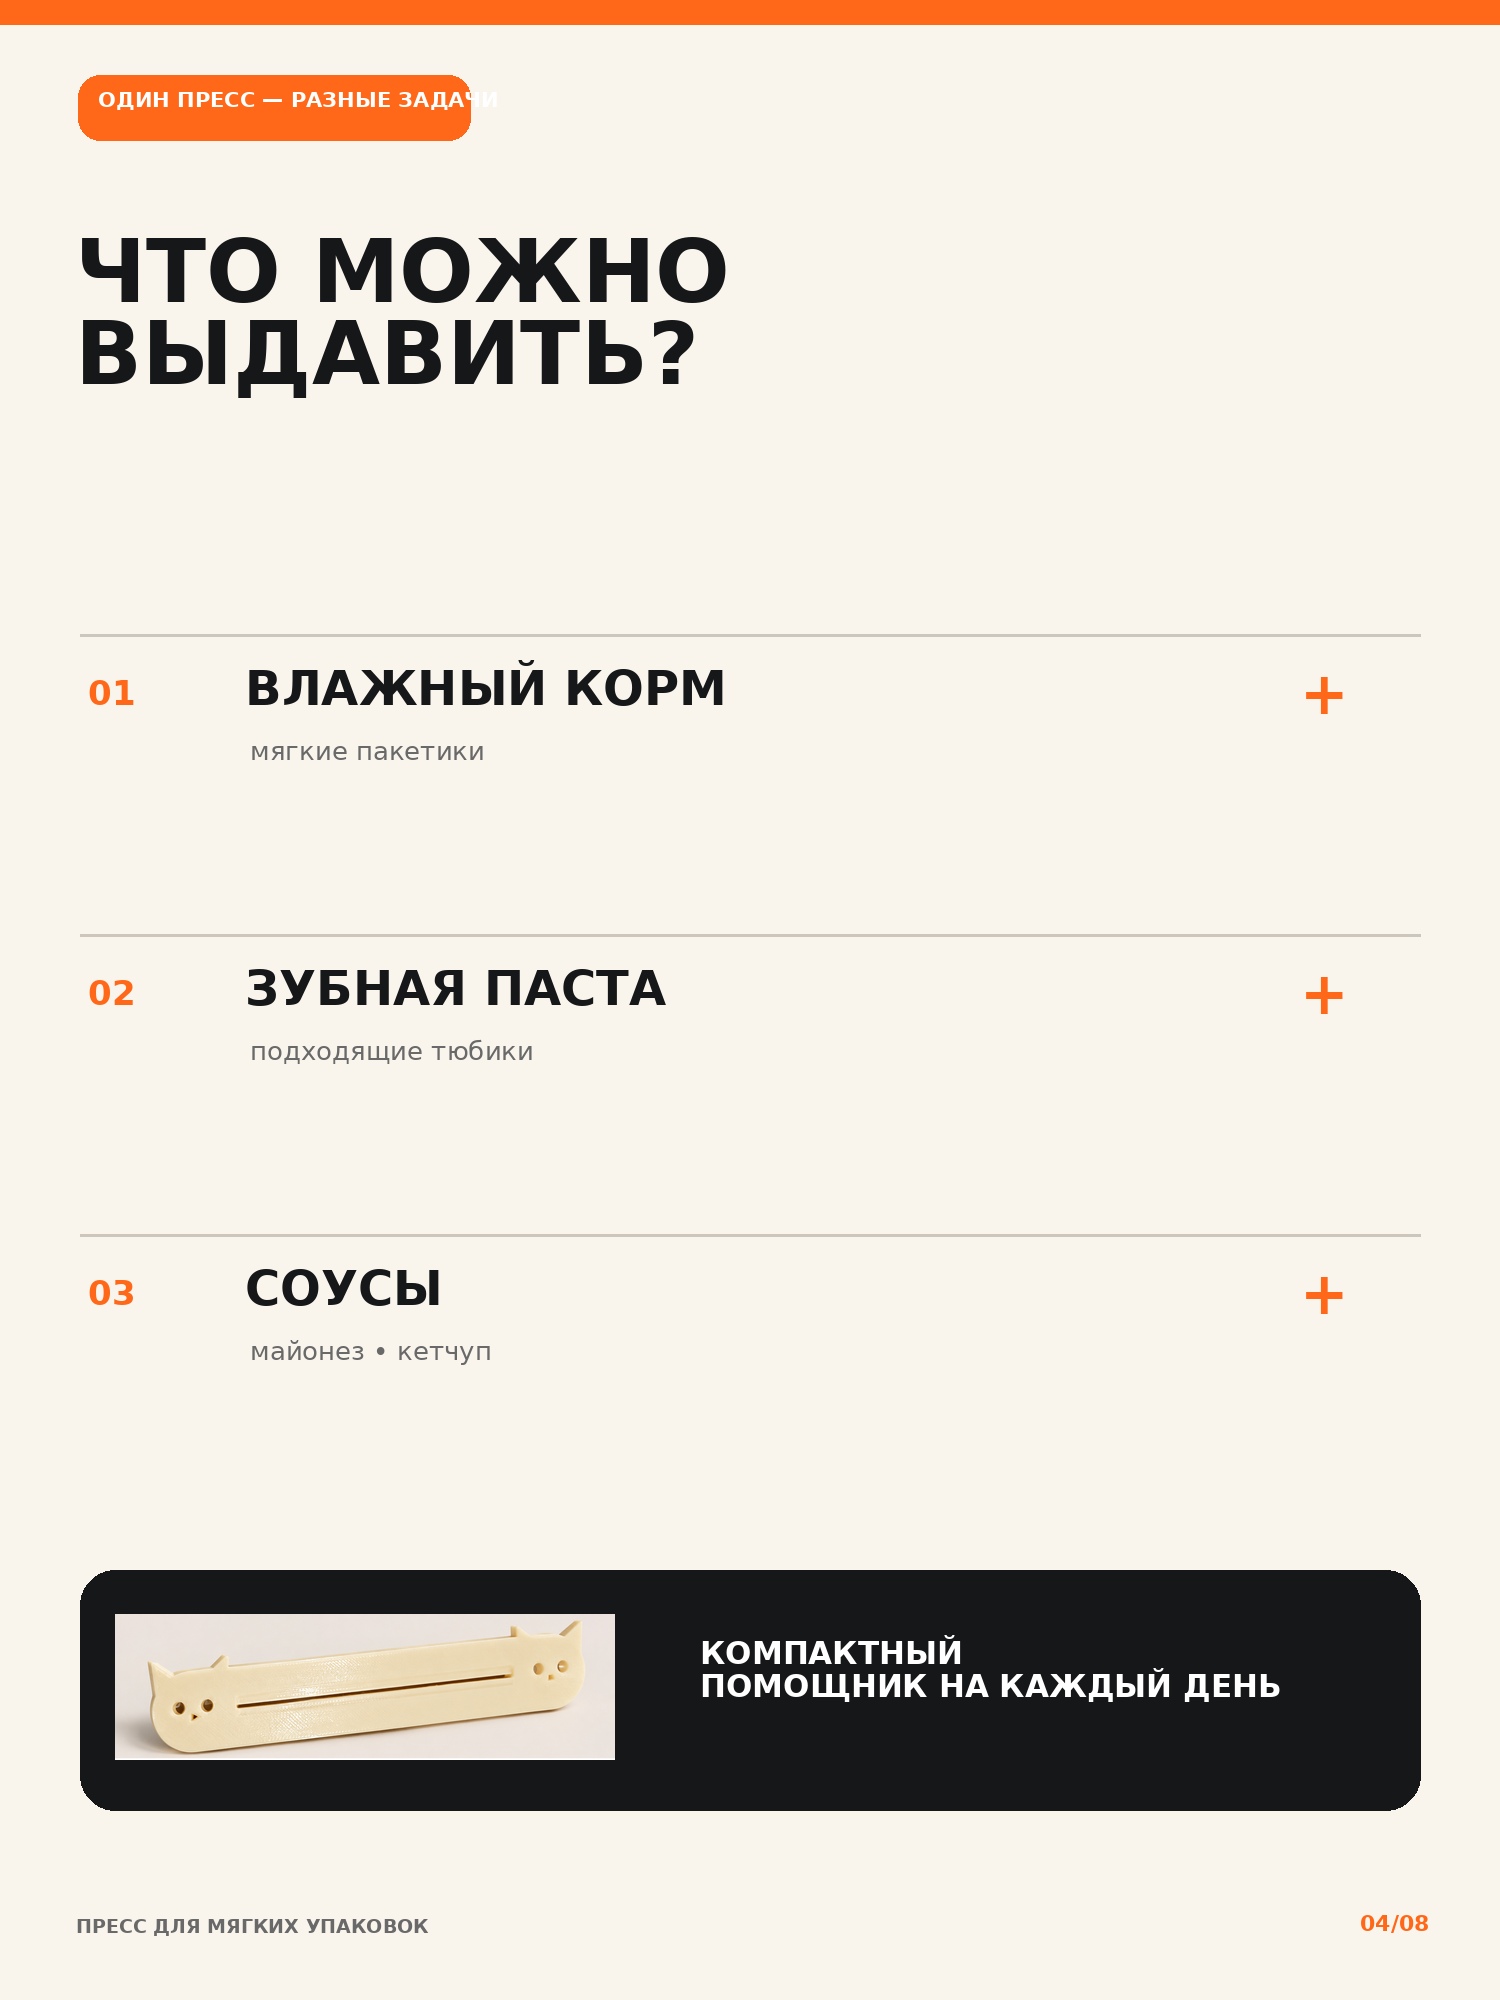 ОДИН ПРЕСС — РАЗНЫЕ ЗАДАЧИ
ЧТО МОЖНО
ВЫДАВИТЬ?
01
ВЛАЖНЫЙ КОРМ
+
мягкие пакетики
02
ЗУБНАЯ ПАСТА
+
подходящие тюбики
03
СОУСЫ
+
майонез • кетчуп
КОМПАКТНЫЙ
ПОМОЩНИК НА КАЖДЫЙ ДЕНЬ
ПРЕСС ДЛЯ МЯГКИХ УПАКОВОК
04/08